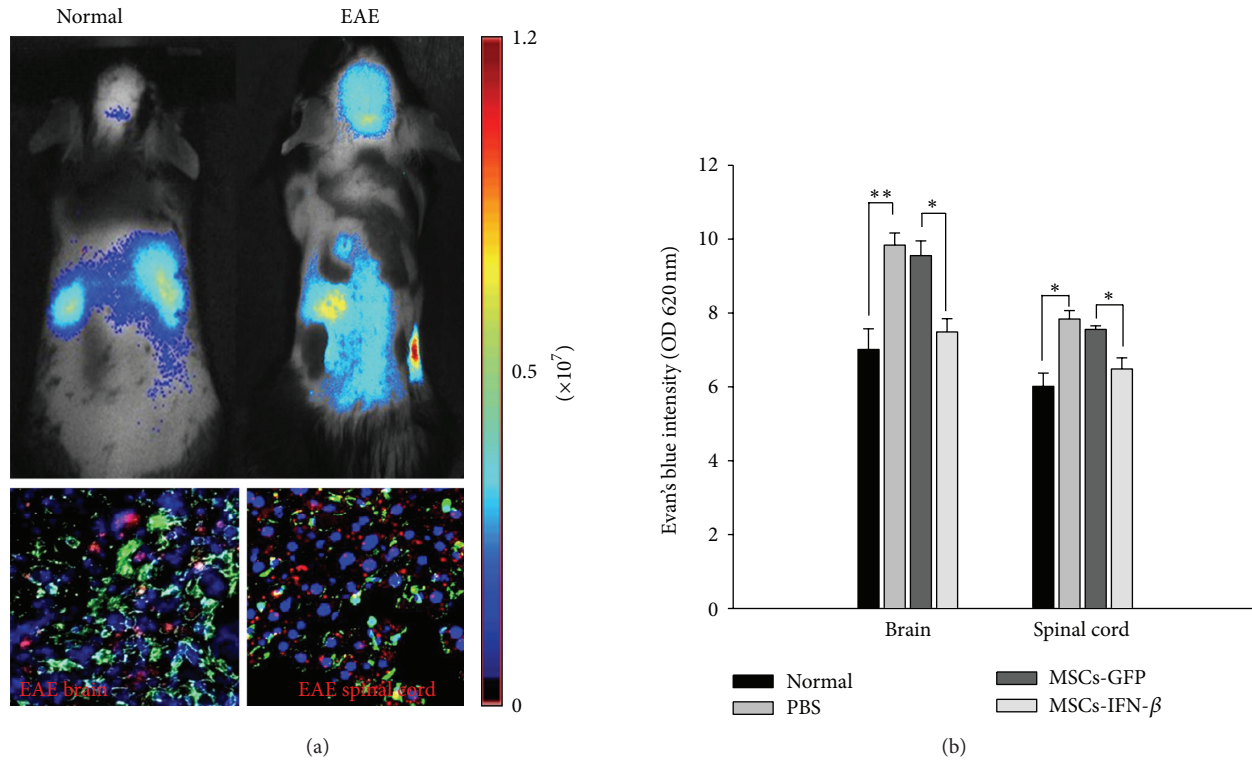 Normal
EAE
1.2
0.5
(×10⁷)
0
EAE brain
EAE spinal cord
(a)
Evan's blue intensity (OD 620 nm)
12
10
8
6
4
2
0
**
*
*
*
Brain
Spinal cord
Normal
PBS
MSCs-GFP
MSCs-IFN-β
(b)